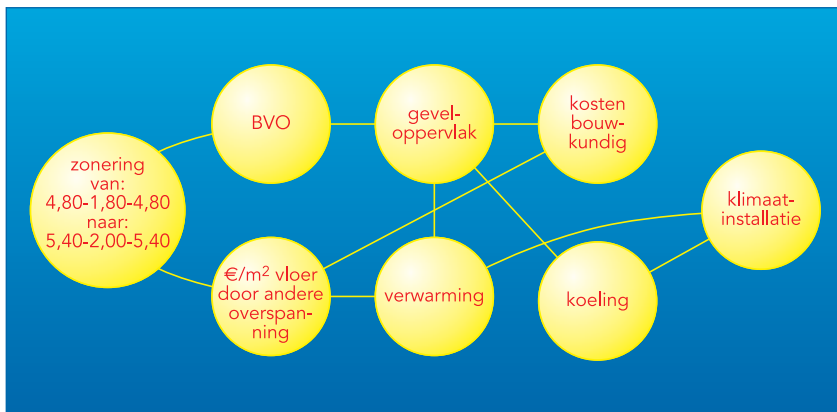 zonering
van:
4,80-1,80-4,80
naar:
5,40-2,00-5,40
BVO
gevel-
oppervlak
kosten
bouw-
kundig
klimaat-
installatie
€/m² vloer
door andere
overspan-
ning
verwarming
koeling